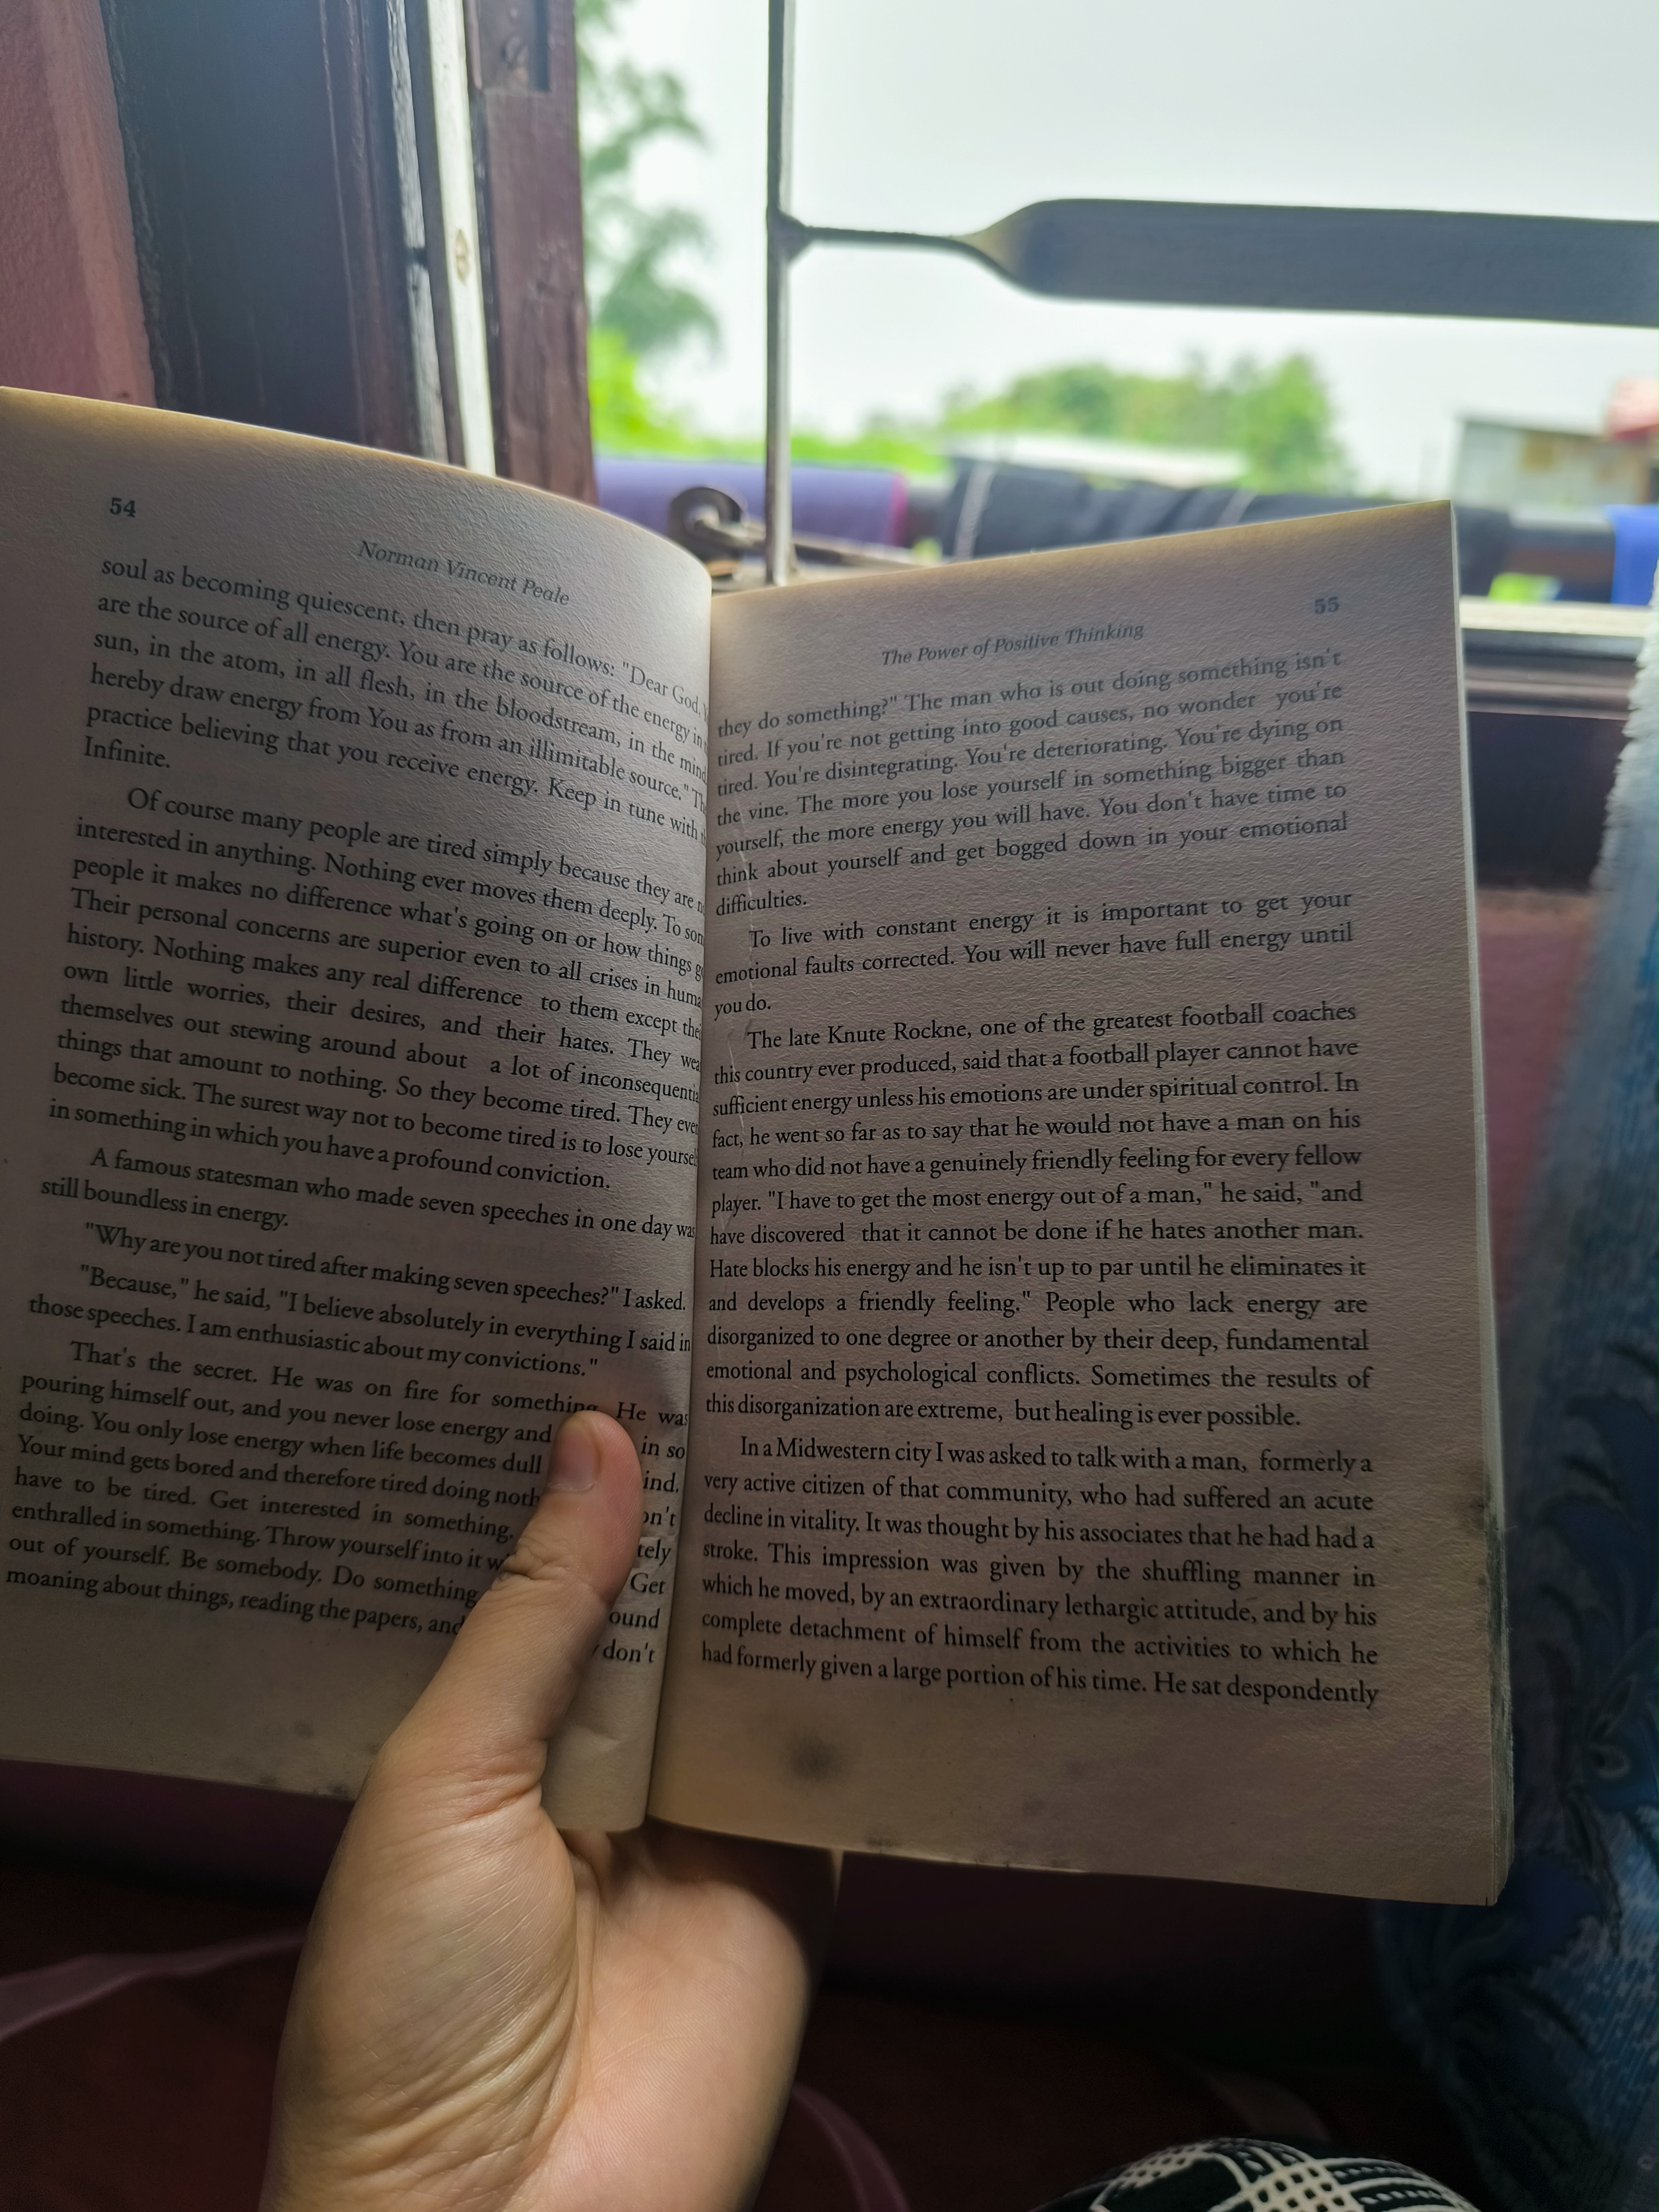 54
Norman Vincent Peale
soul as becoming quiescent, then pray as follows: "Dear God,
are the source of all energy. You are the source of the energy in
sun, in the atom, in all flesh, in the bloodstream, in the mind
hereby draw energy from You as from an illimitable source."
practice believing that you receive energy. Keep in tune with
Infinite.
Of course many people are tired simply because they are
interested in anything. Nothing ever moves them deeply. To
people it makes no difference what's going on or how things
Their personal concerns are superior even to all crises in
history. Nothing makes any real difference to them except
own little worries, their desires, and their hates. They
themselves out stewing around about a lot of
things that amount to nothing. So they become tired. They
become sick. The surest way not to become tired is to lose
in something in which you have a profound conviction.
A famous statesman who made seven speeches in one day
still boundless in energy.
"Why are you not tired after making seven speeches?" I asked.
"Because," he said, "I believe absolutely in everything I said in
those speeches. I am enthusiastic about my convictions."
That's the secret. He was on fire for something. He
pouring himself out, and you never lose energy and in so
doing. You only lose energy when life becomes dull
Your mind gets bored and therefore tired doing
have to be tired. Get interested in something.
enthralled in something. Throw yourself into it
out of yourself. Be somebody. Do something
moaning about things, reading the papers, and don't
55
The Power of Positive Thinking
they do something?" The man who is out doing something isn't
tired. If you're not getting into good causes, no wonder you're
tired. You're disintegrating. You're deteriorating. You're dying on
the vine. The more you lose yourself in something bigger than
yourself, the more energy you will have. You don't have time to
think about yourself and get bogged down in your emotional
difficulties.
To live with constant energy it is important to get your
emotional faults corrected. You will never have full energy until
you do.
The late Knute Rockne, one of the greatest football coaches
this country ever produced, said that a football player cannot have
sufficient energy unless his emotions are under spiritual control. In
fact, he went so far as to say that he would not have a man on his
team who did not have a genuinely friendly feeling for every fellow
player. "I have to get the most energy out of a man," he said, "and
have discovered that it cannot be done if he hates another man.
Hate blocks his energy and he isn't up to par until he eliminates it
and develops a friendly feeling." People who lack energy are
disorganized to one degree or another by their deep, fundamental
emotional and psychological conflicts. Sometimes the results of
this disorganization are extreme, but healing is ever possible.
In a Midwestern city I was asked to talk with a man, formerly a
very active citizen of that community, who had suffered an acute
decline in vitality. It was thought by his associates that he had had a
stroke. This impression was given by the shuffling manner in
which he moved, by an extraordinary lethargic attitude, and by his
complete detachment of himself from the activities to which he
had formerly given a large portion of his time. He sat despondently